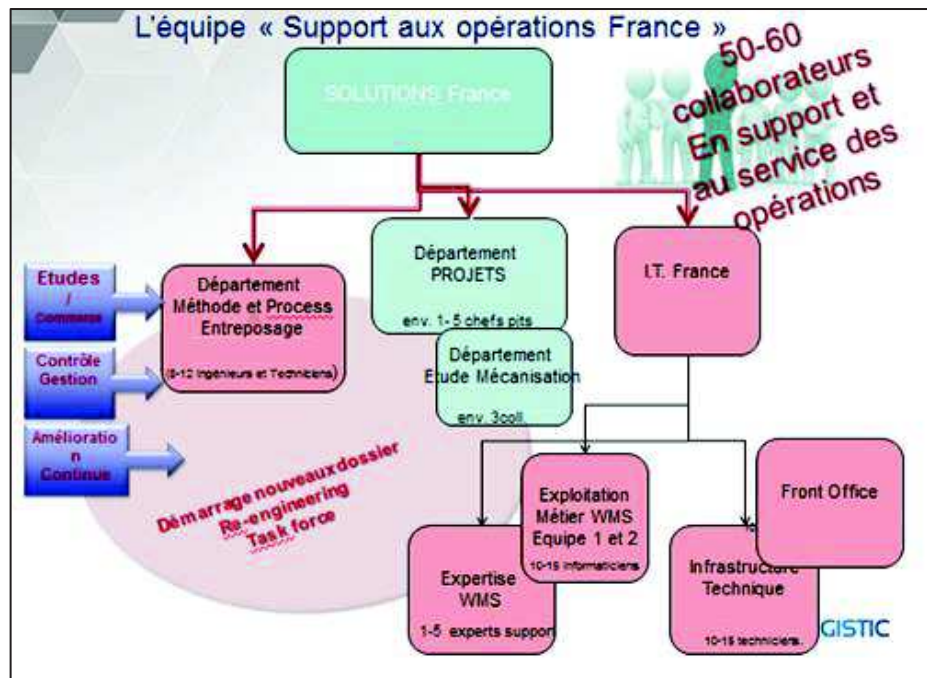 L'équipe « Support aux opérations France »
50-60
collaborateurs
En support et
au service des
opérations
SOLUTIONS France
Département
PROJETS
env. 1- 5 chefs pjts
I.T. France
Etudes
/
Commerce
Département
Méthode et Process
Entreposage
(8-12 Ingénieurs et Techniciens)
Contrôle
Gestion
Département
Etude Mécanisation
env. 3coll.
Amélioratio
n
Continue
Démarrage nouveaux dossier
Re-engineering
Task force
Exploitation
Métier WMS
Equipe 1 et 2
10-15 informaticiens
Front Office
Expertise
WMS
1-5 experts support
Infrastructure
Technique
10-15 techniciens.
GISTIC